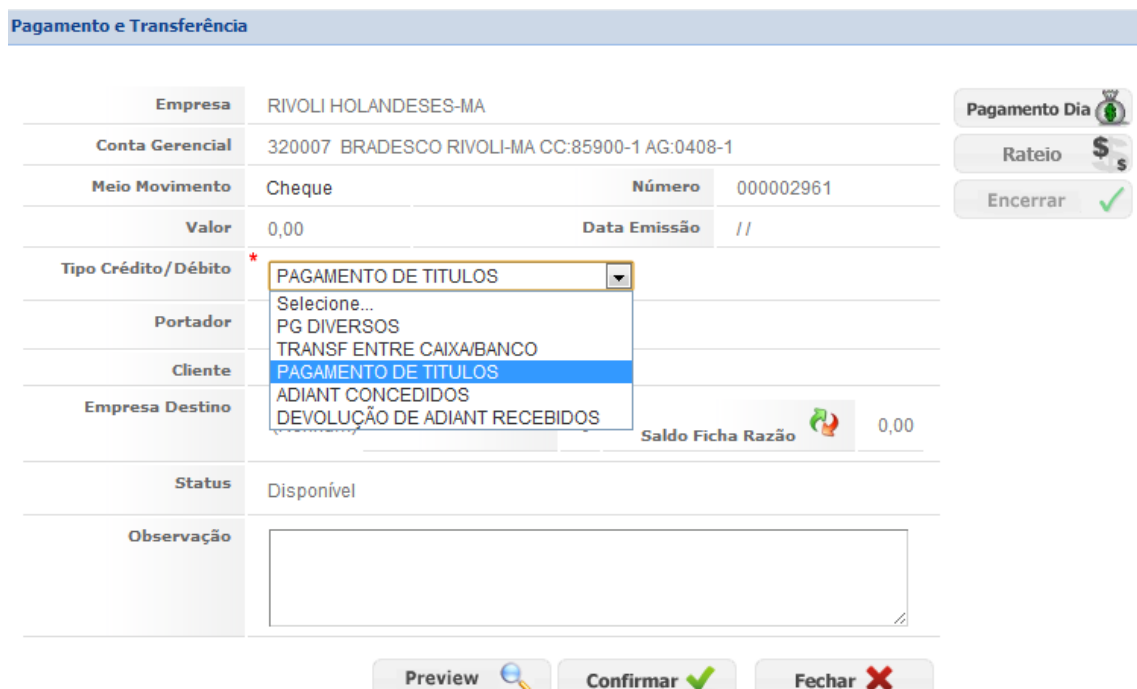 Pagamento e Transferência
Empresa RIVOLI HOLANDESES-MA
Pagamento Dia
Conta Gerencial 320007 BRADESCO RIVOLI-MA CC:85900-1 AG:0408-1
Rateio
Meio Movimento Cheque Número 000002961
Encerrar
Valor 0,00 Data Emissão / /
Tipo Crédito/Débito * PAGAMENTO DE TITULOS
Selecione...
Portador PG DIVERSOS
TRANSF ENTRE CAIXA/BANCO
Cliente PAGAMENTO DE TITULOS
ADIANT CONCEDIDOS
Empresa Destino DEVOLUÇÃO DE ADIANT RECEBIDOS
Saldo Ficha Razão 0,00
Status Disponível
Observação
Preview Confirmar Fechar